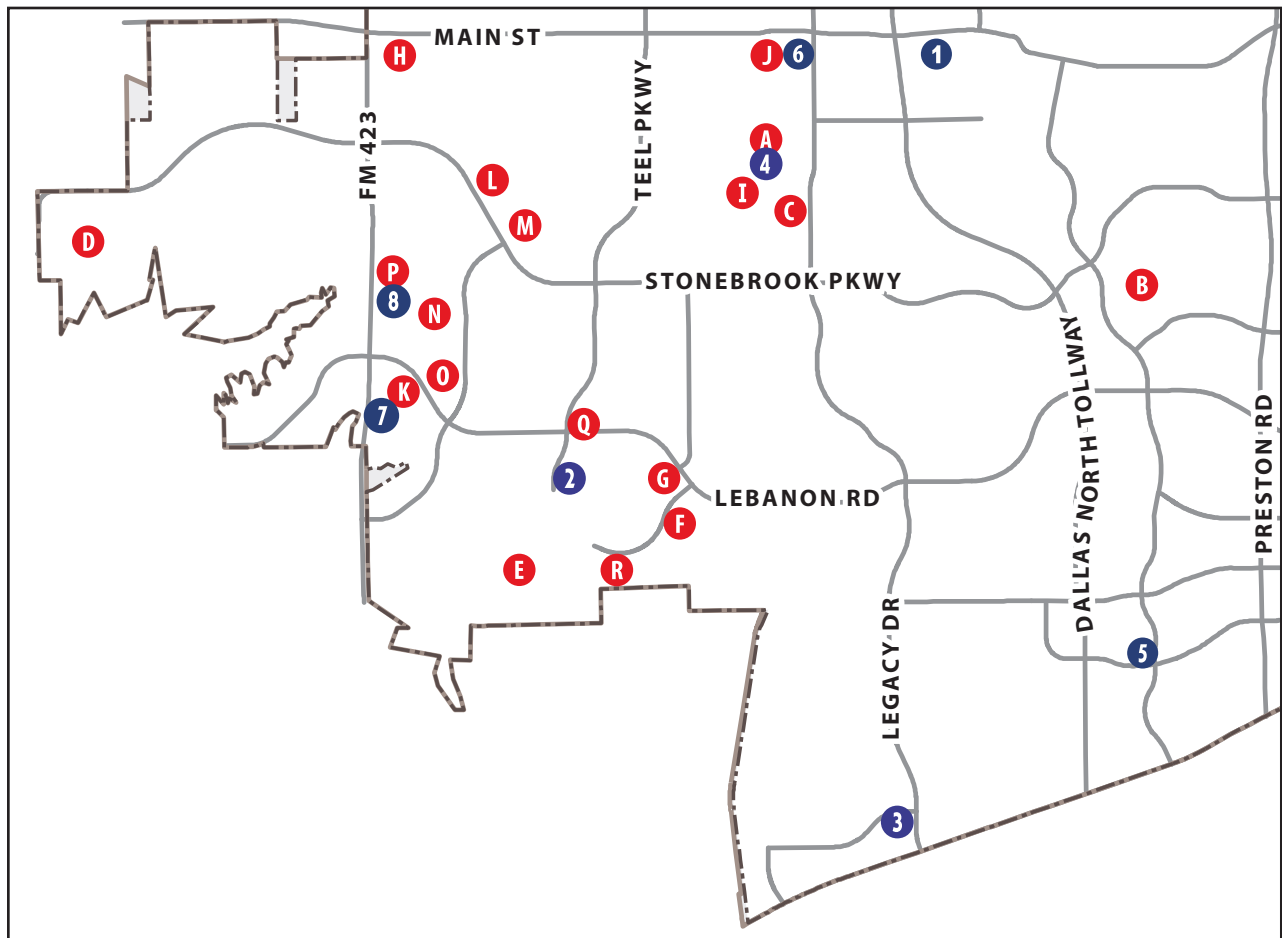 MAIN ST
H
J
6
1
TEEL PKWY
FM 423
A
4
L
I
C
M
D
P
STONEBROOK PKWY
B
8
N
O
K
7
Q
DALLAS NORTH TOLLWAY
PRESTON RD
2
G
LEBANON RD
F
E
R
LEGACY DR
5
3